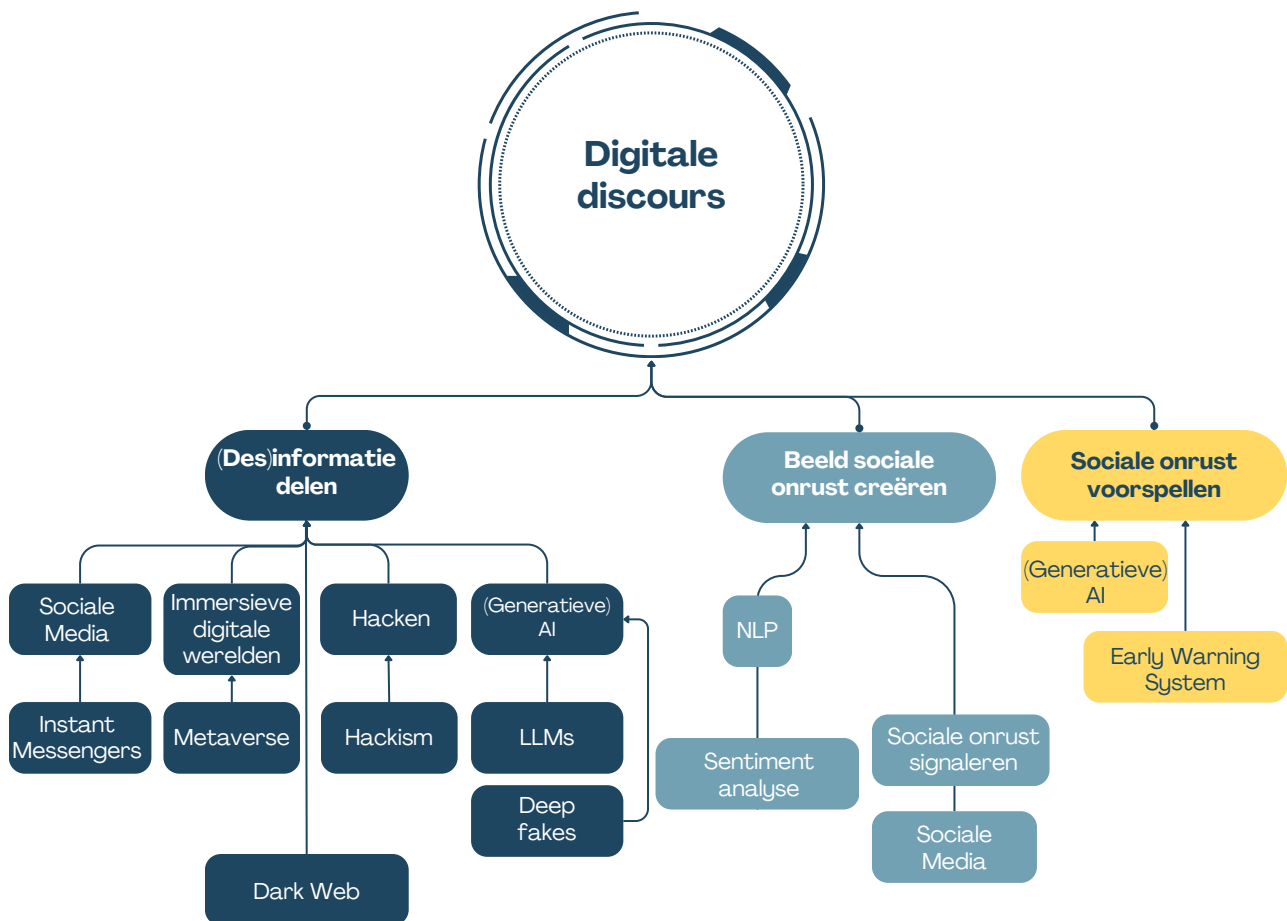 Digitale
discours
(Des)informatie
delen
Beeld sociale
onrust creëren
Sociale onrust
voorspellen
Sociale
Media
Immersieve
digitale
werelden
Hacken
(Generatieve)
AI
NLP
(Generatieve)
AI
Early Warning
System
Instant
Messengers
Metaverse
Hackism
LLMs
Sentiment
analyse
Sociale onrust
signaleren
Deep
fakes
Sociale
Media
Dark Web